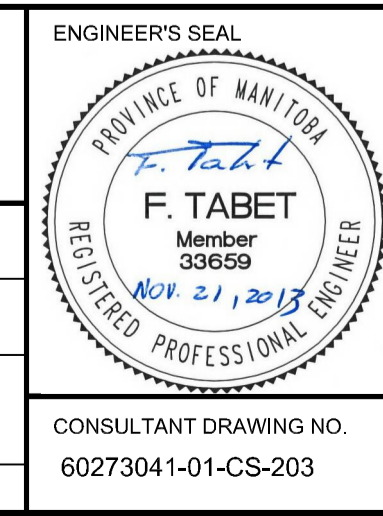 ENGINEER'S SEAL
PROVINCE OF MANITOBA
F. Tabet
F. TABET
Member
33659
NOV. 21, 2013
REGISTERED PROFESSIONAL ENGINEER
CONSULTANT DRAWING NO.
60273041-01-CS-203